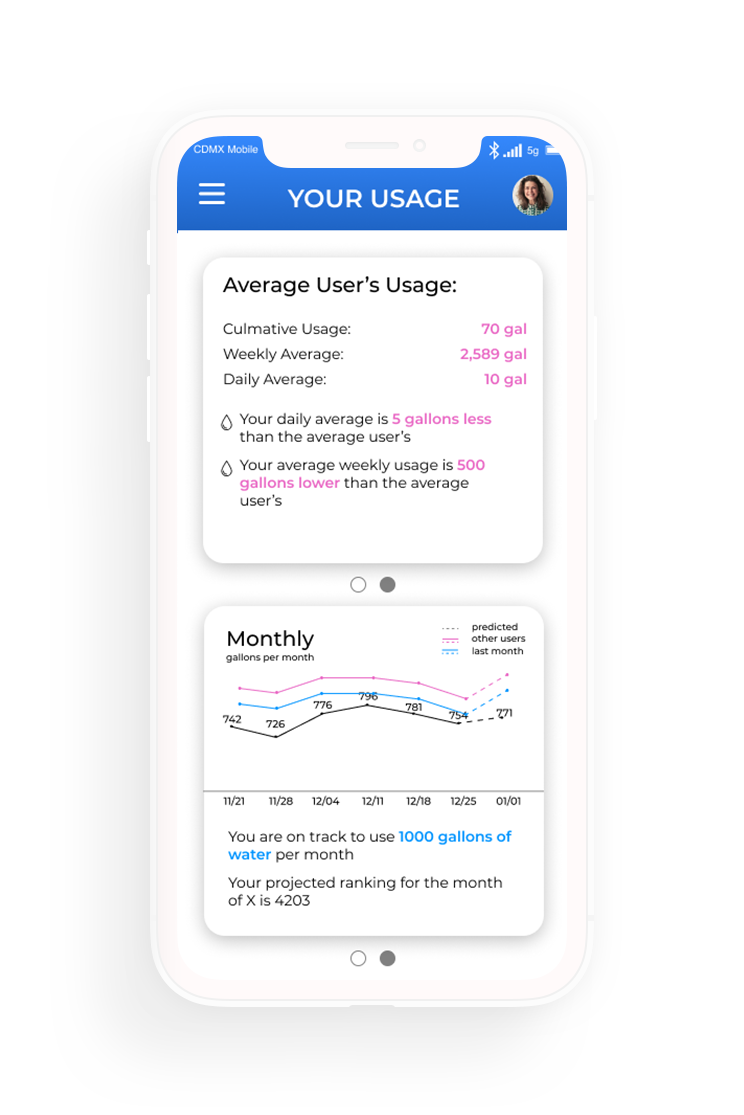 CDMX Mobile
5g
YOUR USAGE
Average User’s Usage:
Culmative Usage: 70 gal
Weekly Average: 2,589 gal
Daily Average: 10 gal
Your daily average is 5 gallons less
than the average user’s
Your average weekly usage is 500
gallons lower than the average
user’s
Monthly
gallons per month
predicted
other users
last month
742 726 776 796 781 754 771
11/21 11/28 12/04 12/11 12/18 12/25 01/01
You are on track to use 1000 gallons of
water per month
Your projected ranking for the month
of X is 4203